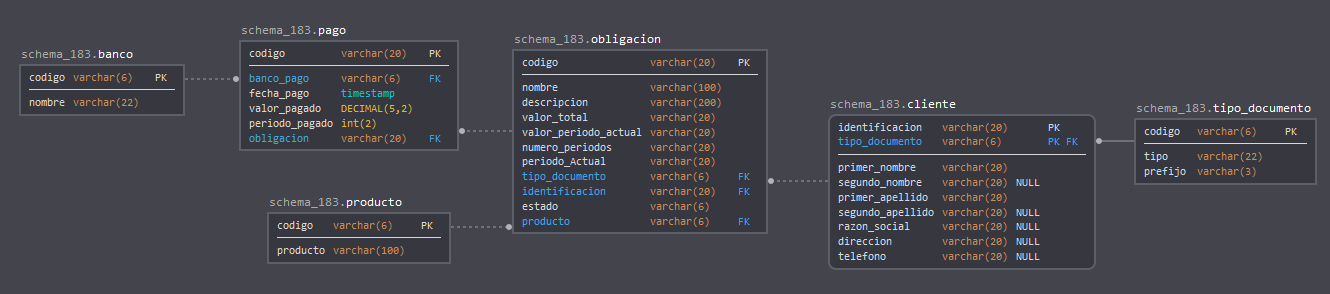 schema_183.banco
codigo varchar(6) PK
nombre varchar(22)
schema_183.pago
codigo varchar(20) PK
banco_pago varchar(6) FK
fecha_pago timestamp
valor_pagado DECIMAL(5,2)
periodo_pagado int(2)
obligacion varchar(20) FK
schema_183.producto
codigo varchar(6) PK
producto varchar(100)
schema_183.obligacion
codigo varchar(20) PK
nombre varchar(100)
descripcion varchar(200)
valor_total varchar(20)
valor_periodo_actual varchar(20)
numero_periodos varchar(20)
periodo_Actual varchar(20)
tipo_documento varchar(6) FK
identificacion varchar(20) FK
estado varchar(6)
producto varchar(6) FK
schema_183.cliente
identificacion varchar(20) PK
tipo_documento varchar(6) PK FK
primer_nombre varchar(20)
segundo_nombre varchar(20) NULL
primer_apellido varchar(20)
segundo_apellido varchar(20) NULL
razon_social varchar(20) NULL
direccion varchar(20) NULL
telefono varchar(20) NULL
schema_183.tipo_documento
codigo varchar(6) PK
tipo varchar(22)
prefijo varchar(3)